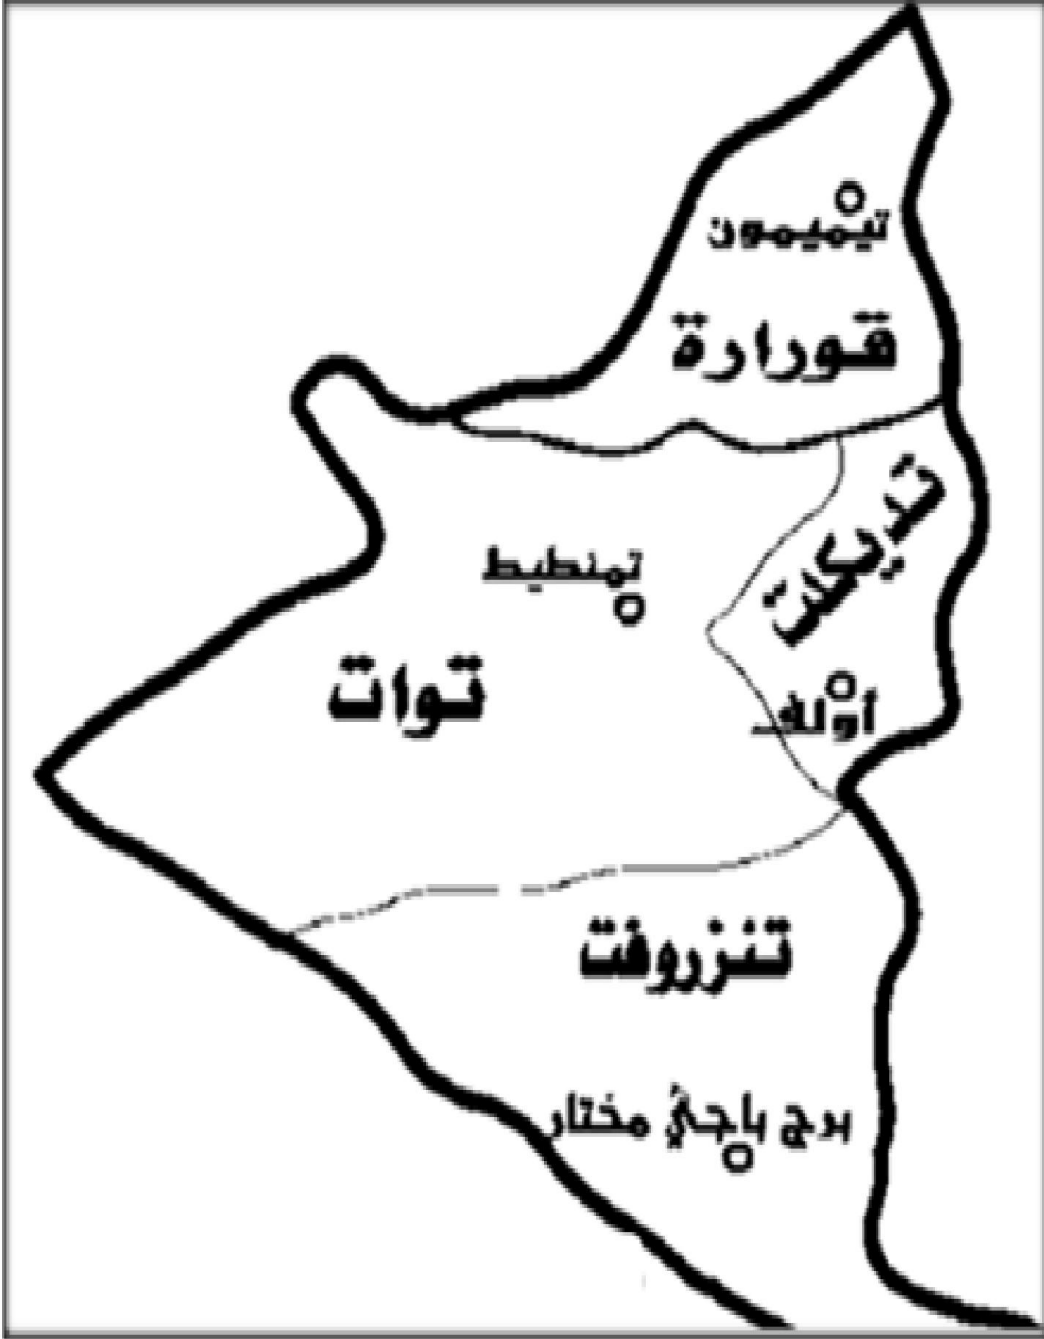 تيميمون
قورارة
تديكلت
تمنطيط
توات
أولف
تنزروفت
برج باجي مختار